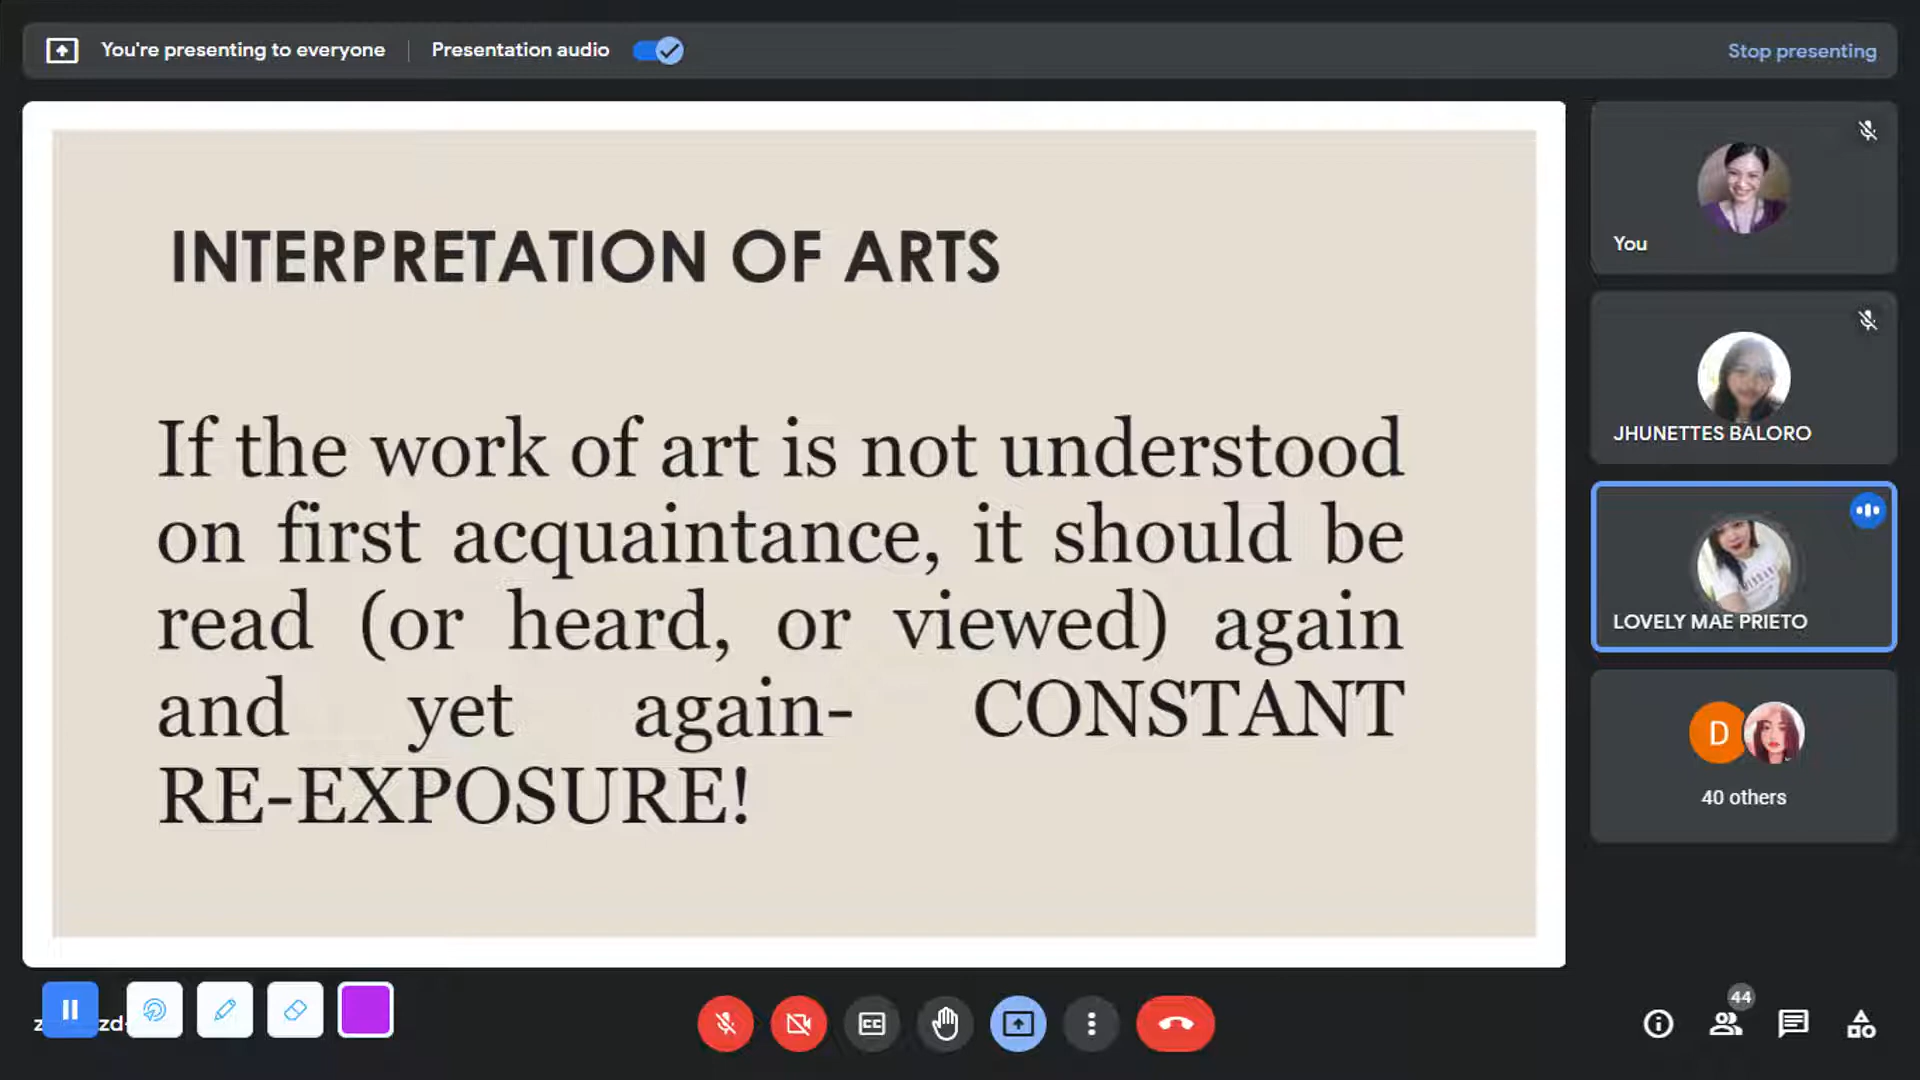 You're presenting to everyone
Presentation audio
Stop presenting
INTERPRETATION OF ARTS
If the work of art is not understood
on first acquaintance, it should be
read (or heard, or viewed) again
and yet again- CONSTANT
RE-EXPOSURE!
You
JHUNETTES BALORO
LOVELY MAE PRIETO
D
40 others
CC
44